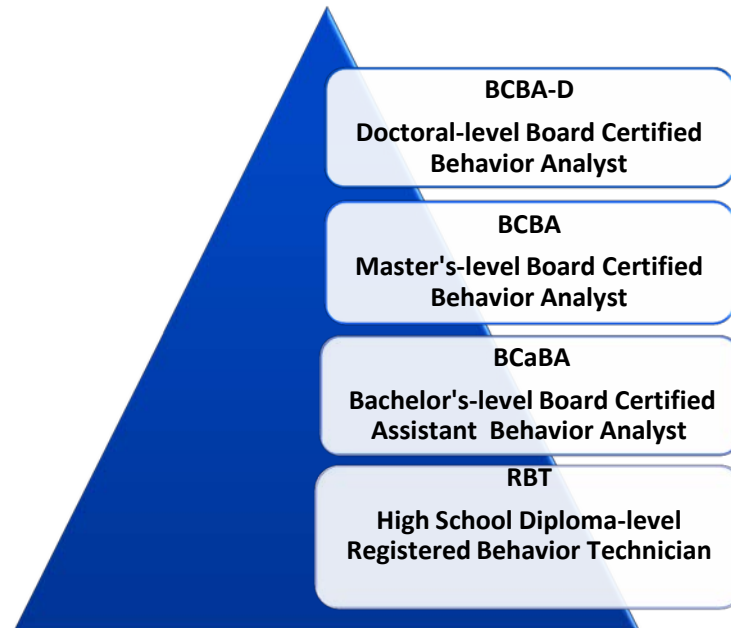 BCBA-D
Doctoral-level Board Certified
Behavior Analyst
BCBA
Master's-level Board Certified
Behavior Analyst
BCaBA
Bachelor's-level Board Certified
Assistant  Behavior Analyst
RBT
High School Diploma-level
Registered Behavior Technician